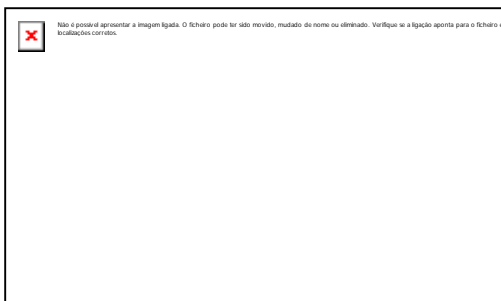 Não é possível apresentar a imagem ligada. O ficheiro pode ter sido movido, mudado de nome ou eliminado. Verifique se a ligação aponta para o ficheiro e
localizações corretos.